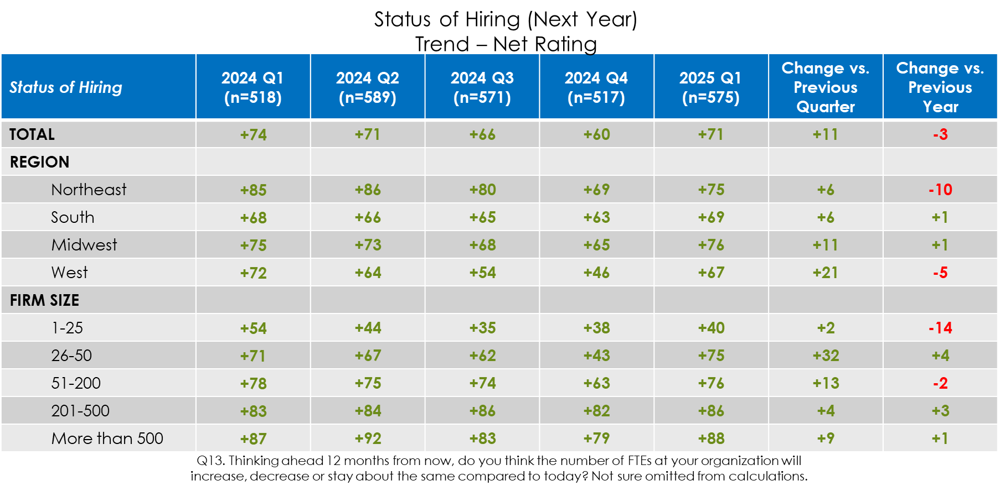 Status of Hiring (Next Year)
Trend – Net Rating
Status of Hiring 2024 Q1 (n=518) 2024 Q2 (n=589) 2024 Q3 (n=571) 2024 Q4 (n=517) 2025 Q1 (n=575) Change vs. Previous Quarter Change vs. Previous Year
TOTAL +74 +71 +66 +60 +71 +11 -3
REGION
Northeast +85 +86 +80 +69 +75 +6 -10
South +68 +66 +65 +63 +69 +6 +1
Midwest +75 +73 +68 +65 +76 +11 +1
West +72 +64 +54 +46 +67 +21 -5
FIRM SIZE
1-25 +54 +44 +35 +38 +40 +2 -14
26-50 +71 +67 +62 +43 +75 +32 +4
51-200 +78 +75 +74 +63 +76 +13 -2
201-500 +83 +84 +86 +82 +86 +4 +3
More than 500 +87 +92 +83 +79 +88 +9 +1
Q13. Thinking ahead 12 months from now, do you think the number of FTEs at your organization will
increase, decrease or stay about the same compared to today? Not sure omitted from calculations.